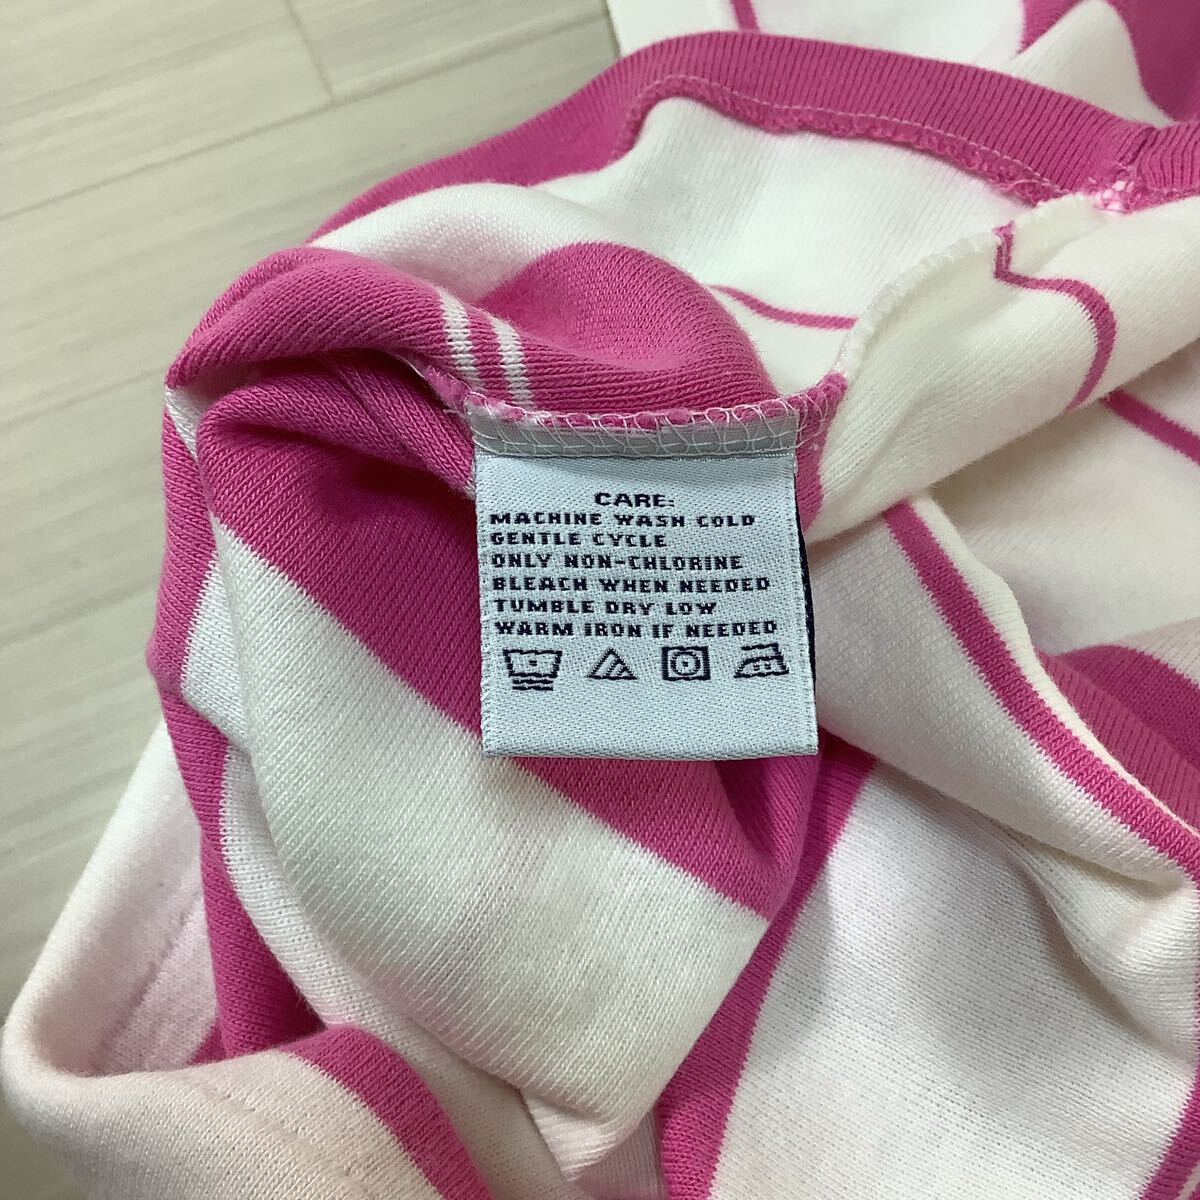 CARE:
MACHINE WASH COLD
GENTLE CYCLE
ONLY NON-CHLORINE
BLEACH WHEN NEEDED
TUMBLE DRY LOW
WARM IRON IF NEEDED